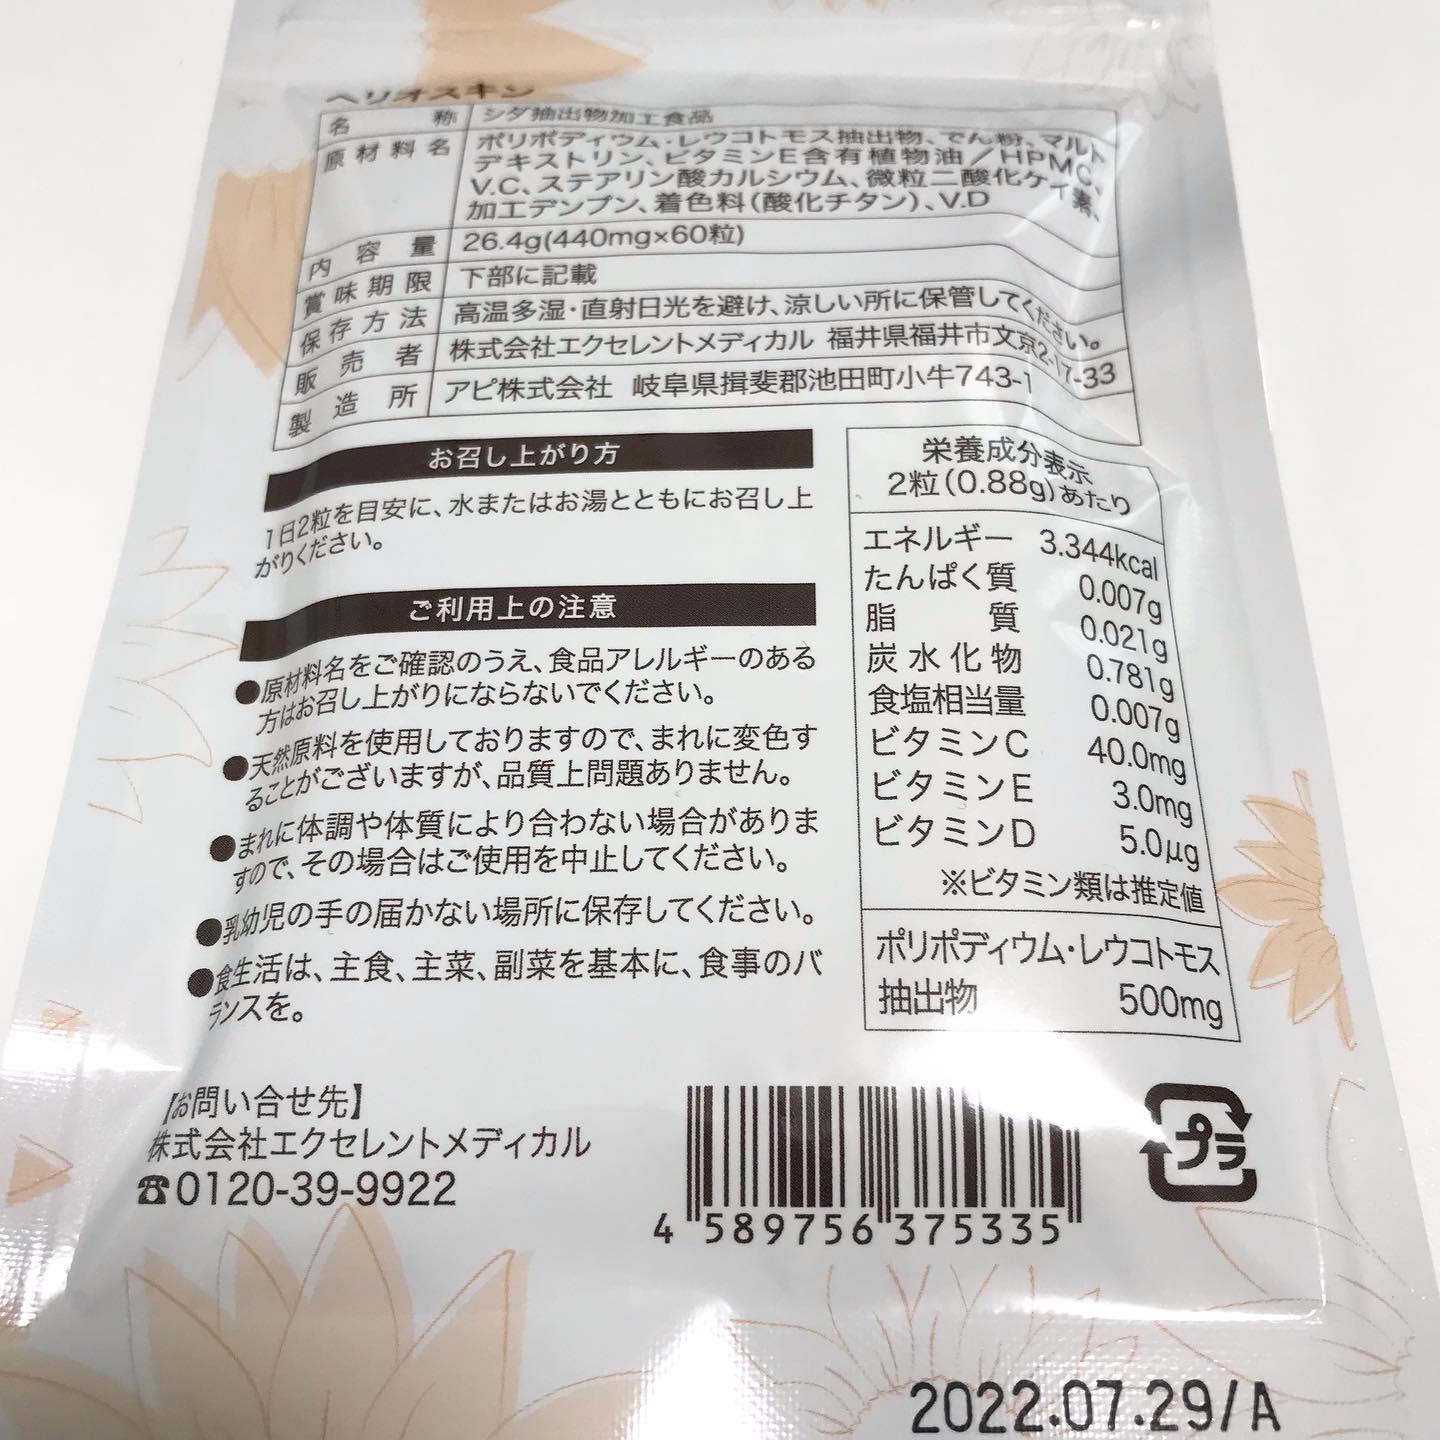 ヘリオスキン
名称 シダ抽出物加工食品
原材料名 ポリポディウム・レウコトモス抽出物、でん粉、マルト
デキストリン、ビタミンE含有植物油／HPMC、
V.C、ステアリン酸カルシウム、微粒二酸化ケイ素、
加工デンプン、着色料(酸化チタン)、V.D
内容量 26.4g(440mg×60粒)
賞味期限 下部に記載
保存方法 高温多湿・直射日光を避け、涼しい所に保管してください。
販売者 株式会社エクセレントメディカル 福井県福井市文京2-17-33
製造所 アピ株式会社 岐阜県揖斐郡池田町小牛743-1
お召し上がり方
1日2粒を目安に、水またはお湯とともにお召し上
がりください。
ご利用上の注意
●原材料名をご確認のうえ、食品アレルギーのある
方はお召し上がりにならないでください。
●天然原料を使用しておりますので、まれに変色す
ることがございますが、品質上問題ありません。
●まれに体調や体質により合わない場合がありま
すので、その場合はご使用を中止してください。
●乳幼児の手の届かない場所に保存してください。
●食生活は、主食、主菜、副菜を基本に、食事のバ
ランスを。
栄養成分表示
2粒(0.88g)あたり
エネルギー 3.344kcal
たんぱく質 0.007g
脂質 0.021g
炭水化物 0.781g
食塩相当量 0.007g
ビタミンC 40.0mg
ビタミンE 3.0mg
ビタミンD 5.0μg
※ビタミン類は推定値
ポリポディウム・レウコトモス
抽出物 500mg
【お問い合せ先】
株式会社エクセレントメディカル
☎0120-39-9922
4 589756 375335
プラ
2022.07.29/A